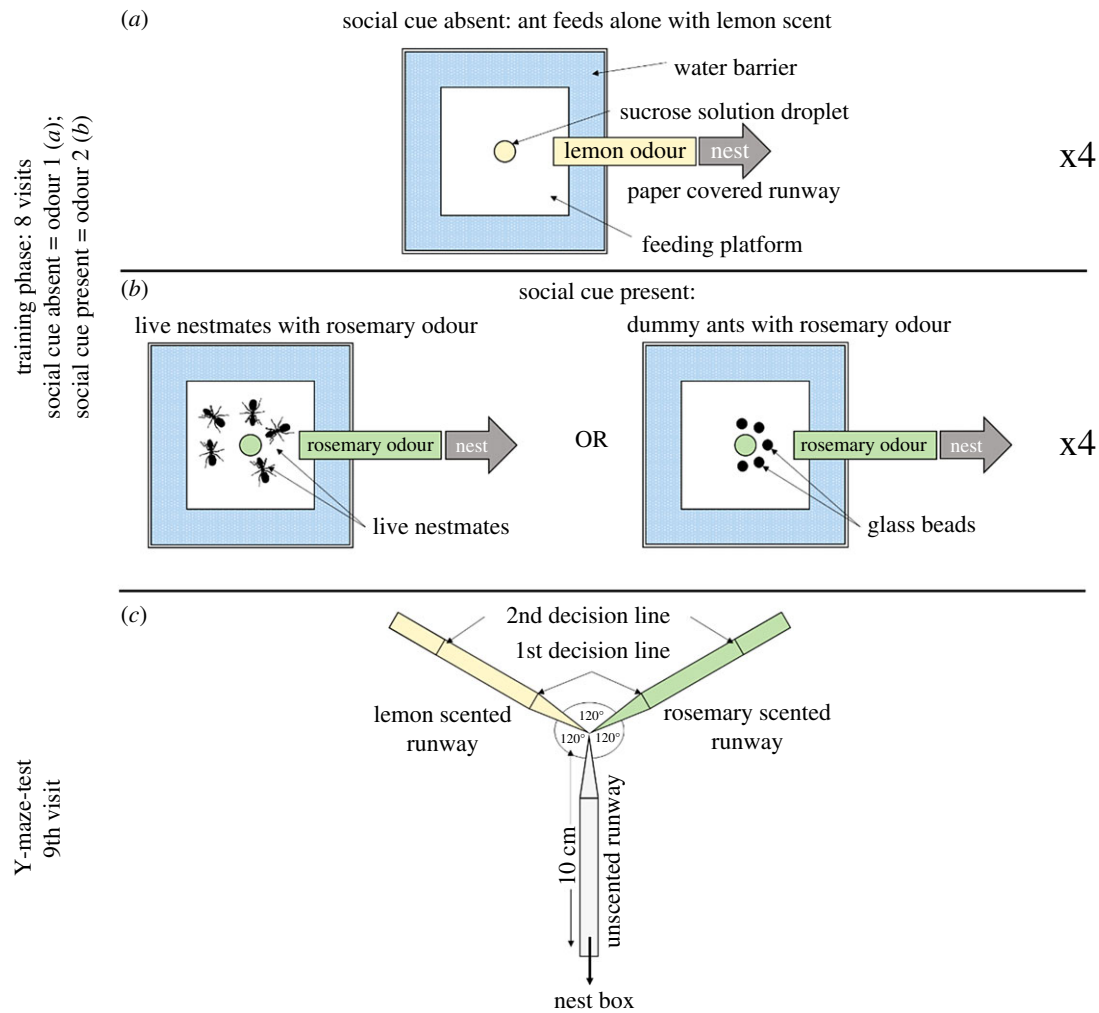 (a)
social cue absent: ant feeds alone with lemon scent
water barrier
sucrose solution droplet
lemon odour
nest
paper covered runway
feeding platform
x4
training phase: 8 visits
social cue absent = odour 1 (a);
social cue present = odour 2 (b)
(b)
social cue present:
live nestmates with rosemary odour
rosemary odour
nest
live nestmates
OR
dummy ants with rosemary odour
rosemary odour
nest
glass beads
x4
(c)
2nd decision line
1st decision line
lemon scented
runway
rosemary scented
runway
120°
120°
120°
10 cm
unscented runway
nest box
Y-maze-test
9th visit